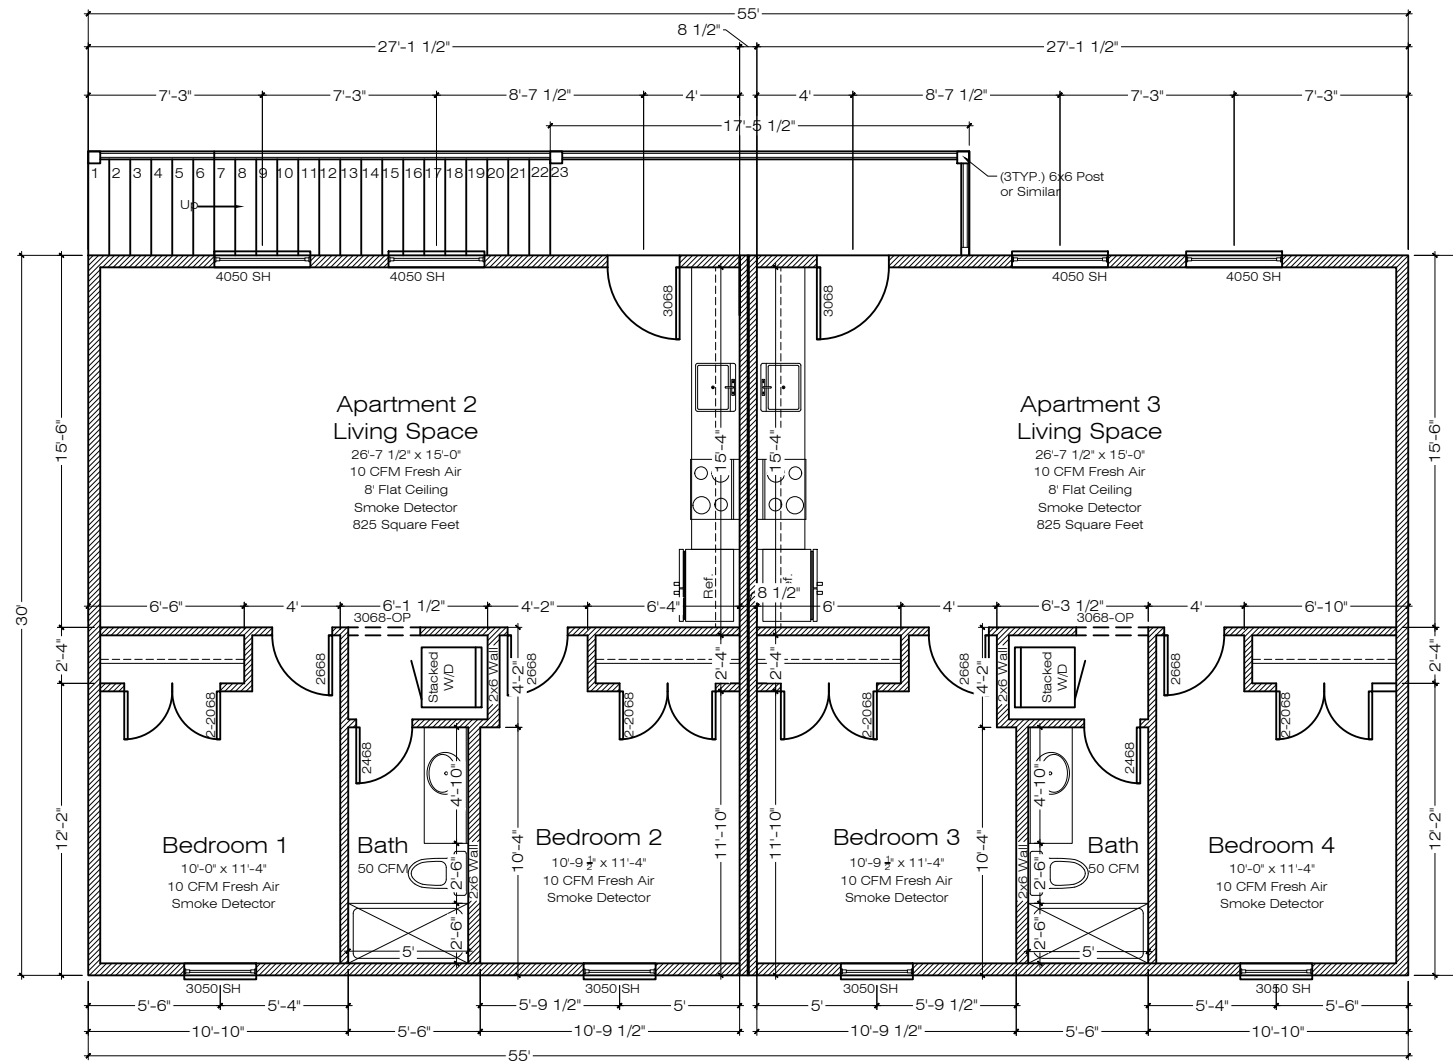 55'
8 1/2"
27'-1 1/2"
27'-1 1/2"
7'-3"
7'-3"
8'-7 1/2"
4'
4'
8'-7 1/2"
7'-3"
7'-3"
17'-5 1/2"
1 2 3 4 5 6 7 8 9 10 11 12 13 14 15 16 17 18 19 20 21 22 23
(3TYP.) 6x6 Post
or Similar
Up
4050 SH
4050 SH
4050 SH
4050 SH
3068
3068
Apartment 2
Living Space
26'-7 1/2" x 15'-0"
10 CFM Fresh Air
8' Flat Ceiling
Smoke Detector
825 Square Feet
Apartment 3
Living Space
26'-7 1/2" x 15'-0"
10 CFM Fresh Air
8' Flat Ceiling
Smoke Detector
825 Square Feet
15'-6"
15'-4"
15'-4"
15'-6"
30'
Ref.
8 1/2"
6'-6"
4'
6'-1 1/2"
4'-2"
6'-4"
6'
4'
6'-3 1/2"
4'
6'-10"
3068-OP
3068-OP
2'-4"
2668
Stacked
W/D
2x6 Wall
4'-2"
2668
2'-4"
2'-4"
2668
4'-2"
2x6 Wall
Stacked
W/D
2668
2'-4"
2-2068
2-2068
2-2068
2-2068
2468
2468
4'-10"
4'-10"
12'-2"
10'-4"
11'-10"
11'-10"
10'-4"
12'-2"
Bedroom 1
10'-0" x 11'-4"
10 CFM Fresh Air
Smoke Detector
Bath
50 CFM
2'-6"
2x6 Wall
2'-6"
5'
Bedroom 2
10'-9 1/2" x 11'-4"
10 CFM Fresh Air
Smoke Detector
Bedroom 3
10'-9 1/2" x 11'-4"
10 CFM Fresh Air
Smoke Detector
2x6 Wall
2'-6"
2'-6"
5'
Bath
50 CFM
Bedroom 4
10'-0" x 11'-4"
10 CFM Fresh Air
Smoke Detector
3050 SH
3050 SH
3050 SH
3050 SH
5'-6"
5'-4"
5'-9 1/2"
5'
5'
5'-9 1/2"
5'-4"
5'-6"
10'-10"
5'-6"
10'-9 1/2"
10'-9 1/2"
5'-6"
10'-10"
55'